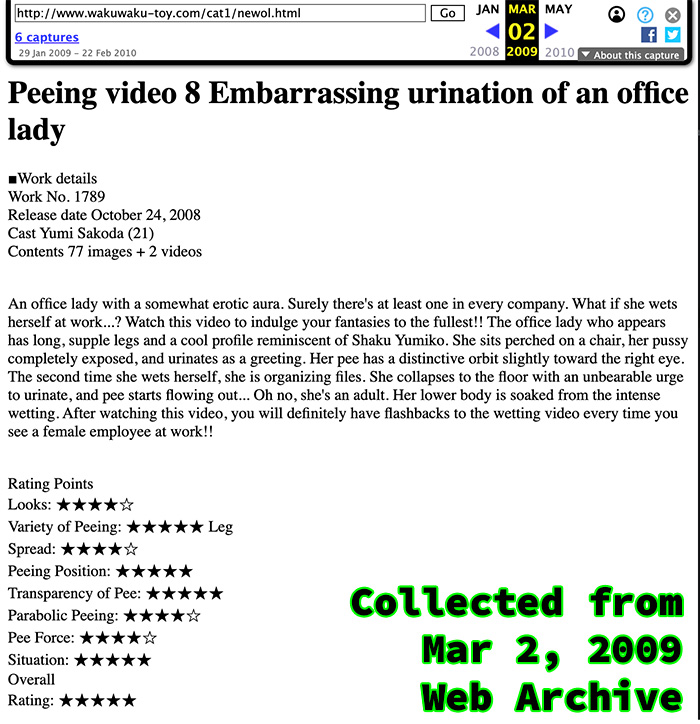 http://www.wakuwaku-toy.com/cat1/newol.html Go JAN MAR MAY
6 captures 02
29 Jan 2009 – 22 Feb 2010 2008 2009 2010 ▼ About this capture
Peeing video 8 Embarrassing urination of an office
lady
■Work details
Work No. 1789
Release date October 24, 2008
Cast Yumi Sakoda (21)
Contents 77 images + 2 videos
An office lady with a somewhat erotic aura. Surely there's at least one in every company. What if she wets
herself at work...? Watch this video to indulge your fantasies to the fullest!! The office lady who appears
has long, supple legs and a cool profile reminiscent of Shaku Yumiko. She sits perched on a chair, her pussy
completely exposed, and urinates as a greeting. Her pee has a distinctive orbit slightly toward the right eye.
The second time she wets herself, she is organizing files. She collapses to the floor with an unbearable urge
to urinate, and pee starts flowing out... Oh no, she's an adult. Her lower body is soaked from the intense
wetting. After watching this video, you will definitely have flashbacks to the wetting video every time you
see a female employee at work!!
Rating Points
Looks: ★★★★☆
Variety of Peeing: ★★★★★ Leg
Spread: ★★★★☆
Peeing Position: ★★★★★
Transparency of Pee: ★★★★★
Parabolic Peeing: ★★★★☆
Pee Force: ★★★★☆
Situation: ★★★★★
Overall
Rating: ★★★★★
Collected from
Mar 2, 2009
Web Archive